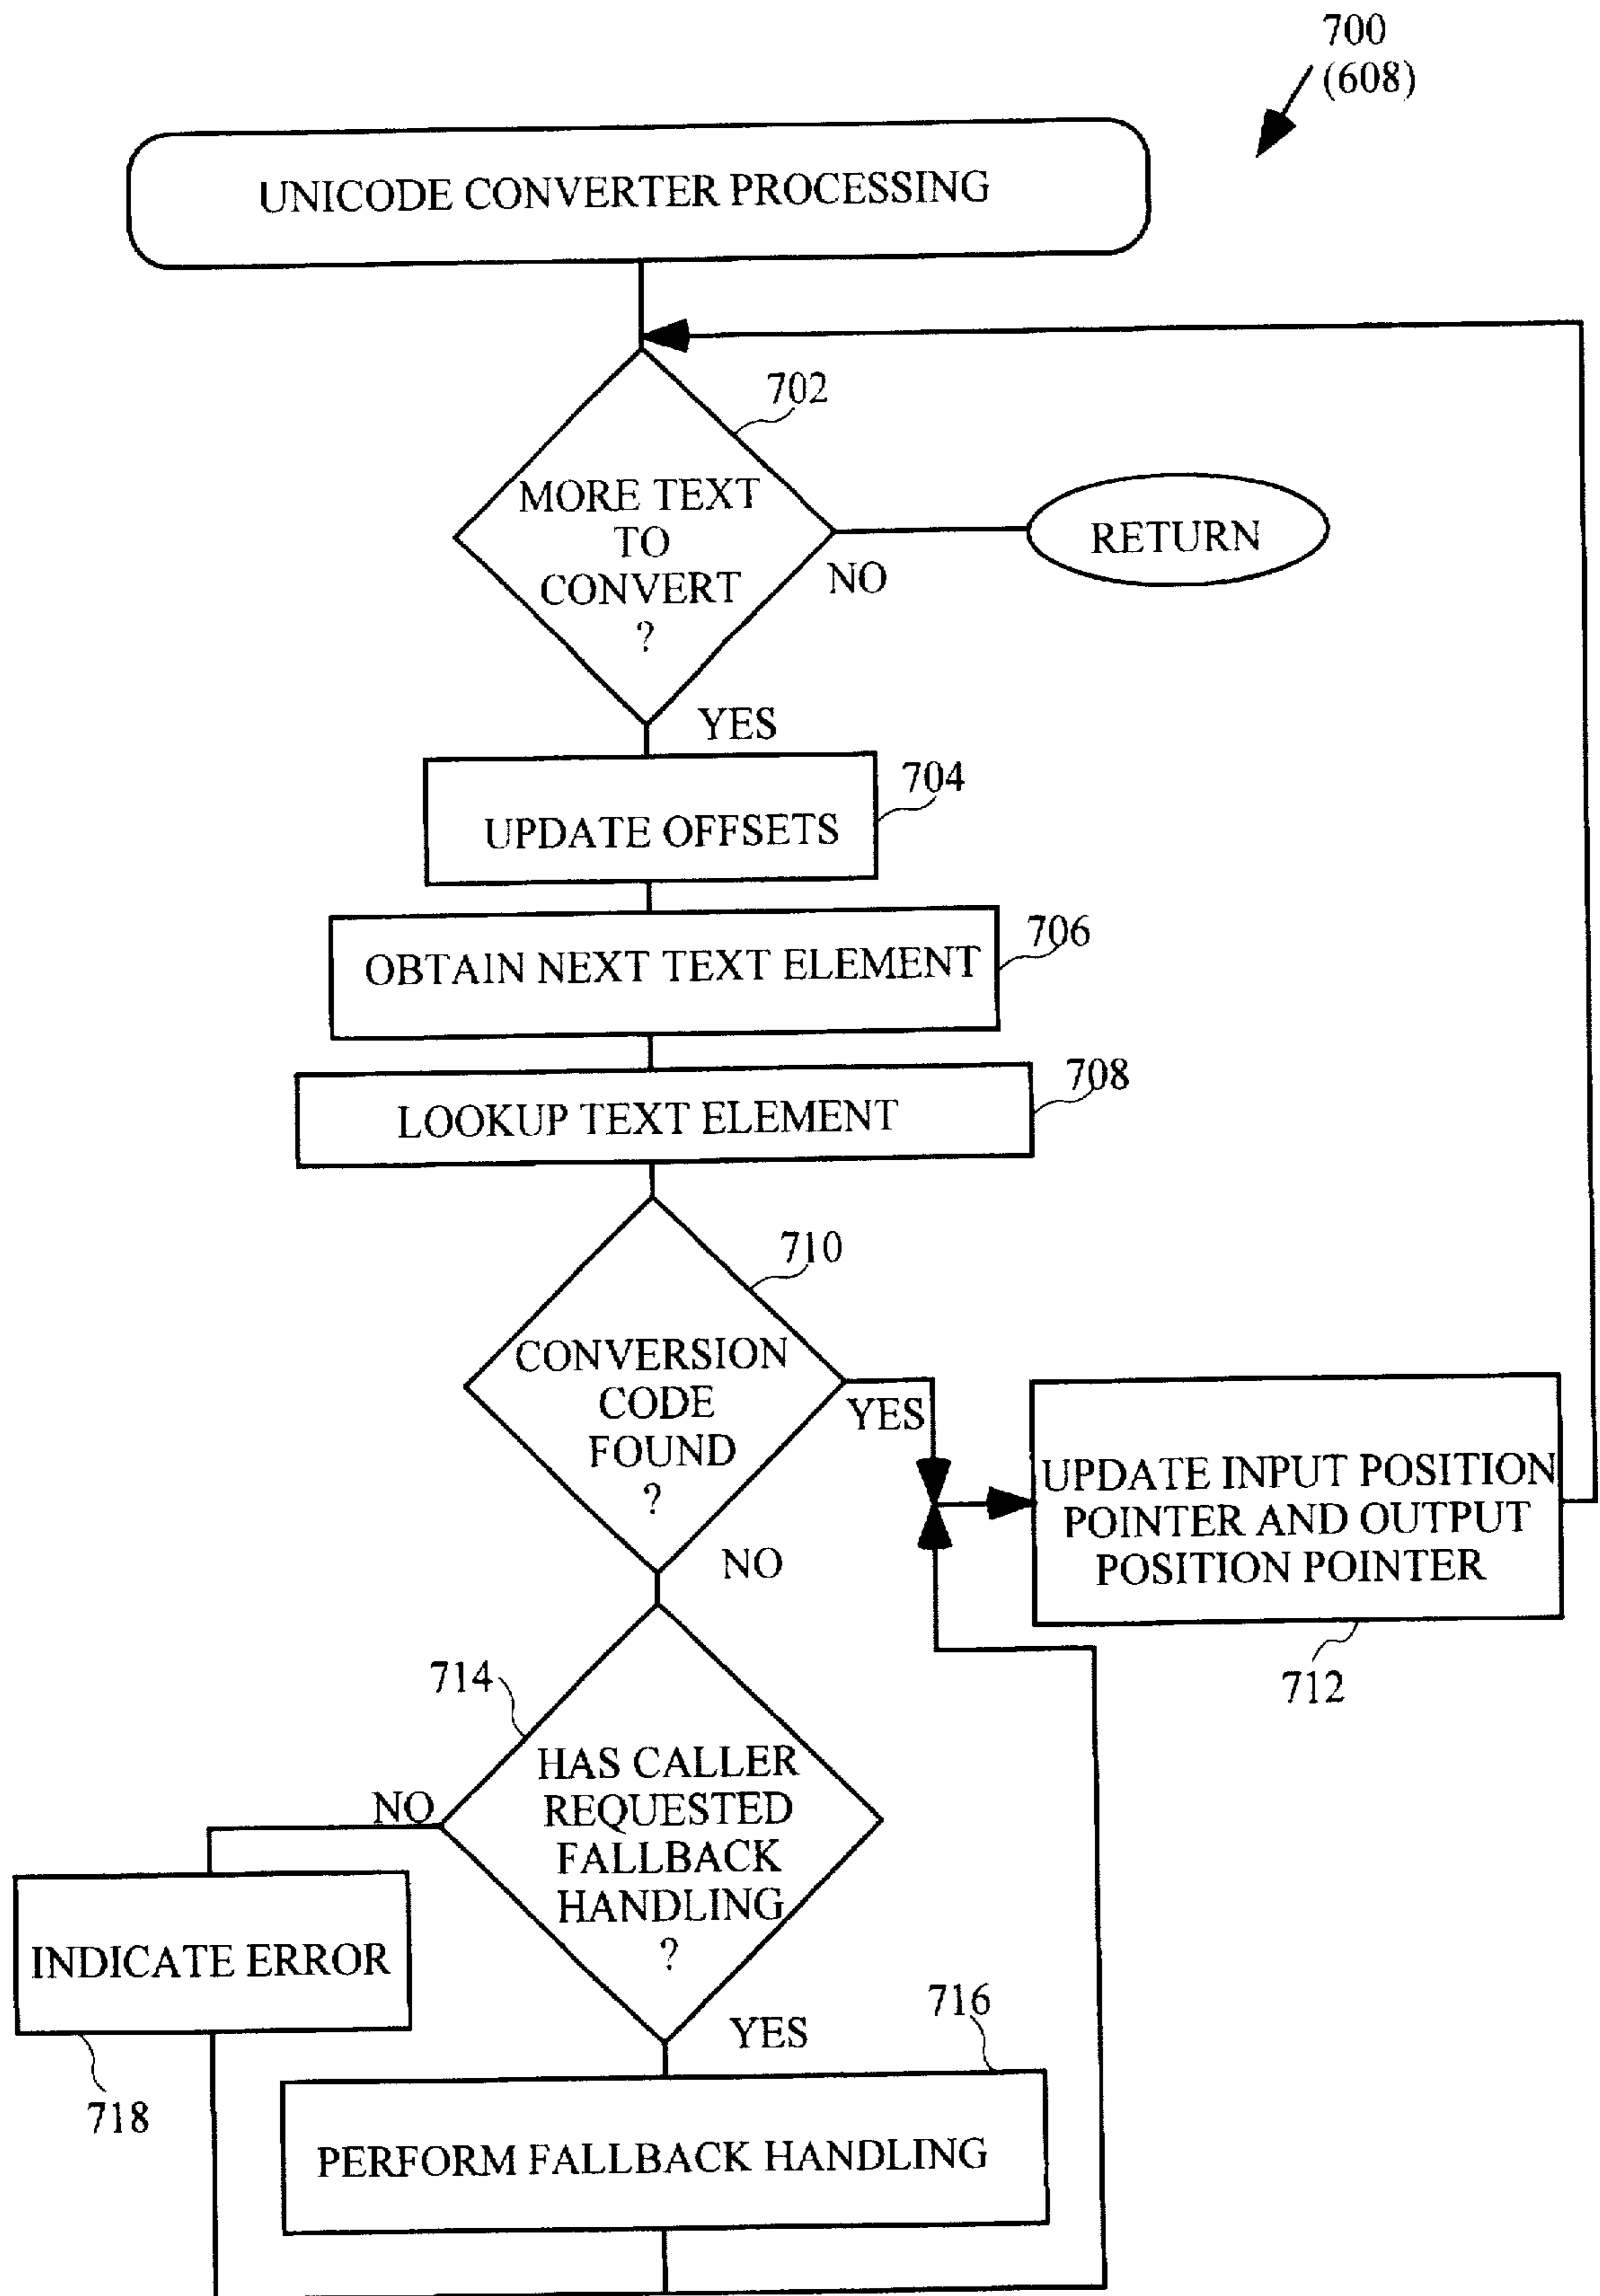 700
(608)
UNICODE CONVERTER PROCESSING
702
MORE TEXT
TO
CONVERT
?
NO
RETURN
YES
704
UPDATE OFFSETS
706
OBTAIN NEXT TEXT ELEMENT
708
LOOKUP TEXT ELEMENT
710
CONVERSION
CODE
FOUND
?
YES
NO
UPDATE INPUT POSITION
POINTER AND OUTPUT
POSITION POINTER
712
714
HAS CALLER
REQUESTED
FALLBACK
HANDLING
?
NO
INDICATE ERROR
718
YES
716
PERFORM FALLBACK HANDLING